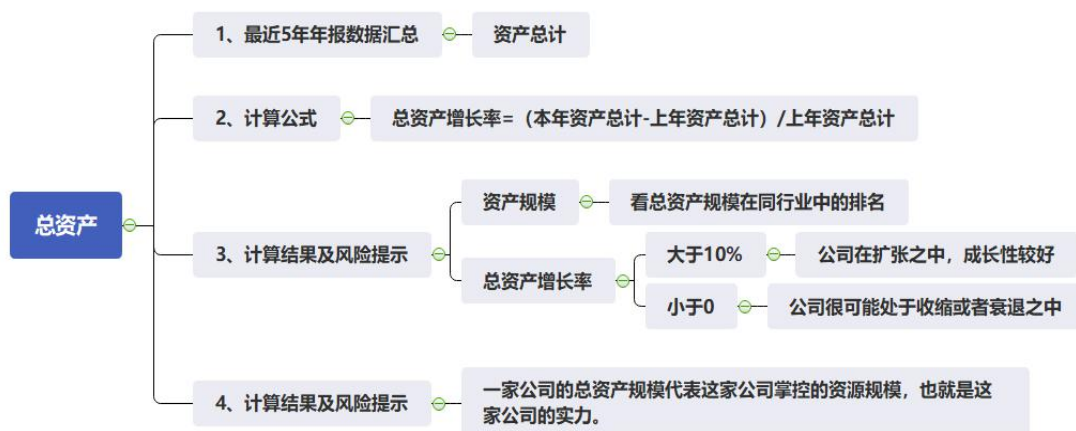 总资产
1、最近5年年报数据汇总
资产总计
2、计算公式
总资产增长率=（本年资产总计-上年资产总计）/上年资产总计
3、计算结果及风险提示
资产规模
看总资产规模在同行业中的排名
总资产增长率
大于10%
公司在扩张之中，成长性较好
小于0
公司很可能处于收缩或者衰退之中
4、计算结果及风险提示
一家公司的总资产规模代表这家公司掌控的资源规模，也就是这
家公司的实力。